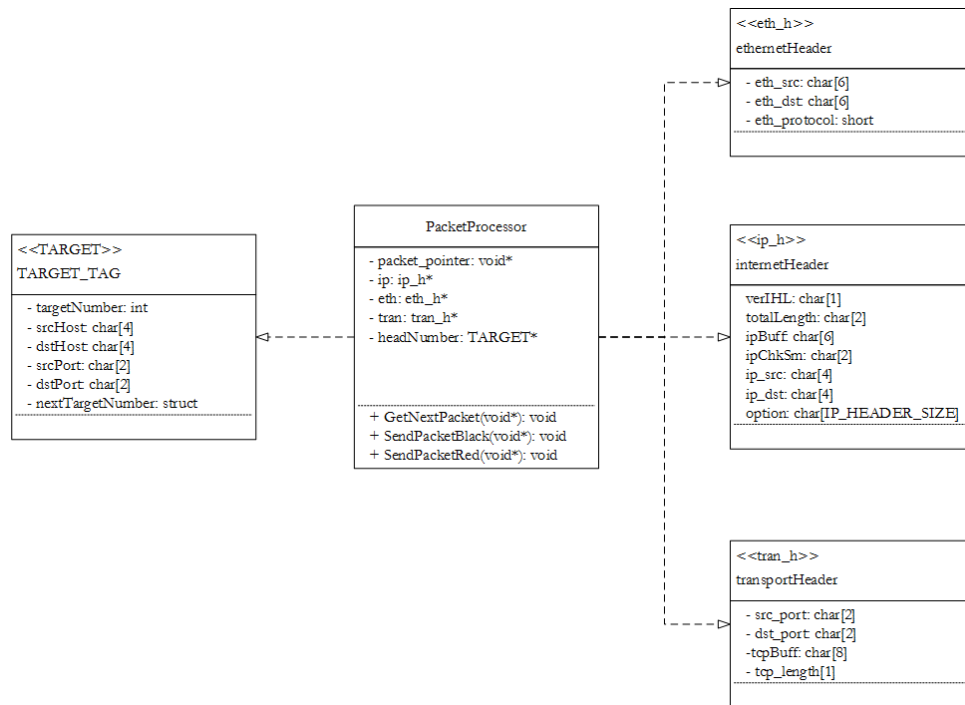 <<eth_h>>
ethernetHeader
- eth_src: char[6]
- eth_dst: char[6]
- eth_protocol: short
<<TARGET>>
TARGET_TAG
- targetNumber: int
- srcHost: char[4]
- dstHost: char[4]
- srcPort: char[2]
- dstPort: char[2]
- nextTargetNumber: struct
PacketProcessor
- packet_pointer: void*
- ip: ip_h*
- eth: eth_h*
- tran: tran_h*
- headNumber: TARGET*
+ GetNextPacket(void*): void
+ SendPacketBlack(void*): void
+ SendPacketRed(void*): void
<<ip_h>>
internetHeader
verIHL: char[1]
totalLength: char[2]
ipBuff: char[6]
ipChkSm: char[2]
ip_src: char[4]
ip_dst: char[4]
option: char[IP_HEADER_SIZE]
<<tran_h>>
transportHeader
- src_port: char[2]
- dst_port: char[2]
-tcpBuff: char[8]
- tcp_length[1]